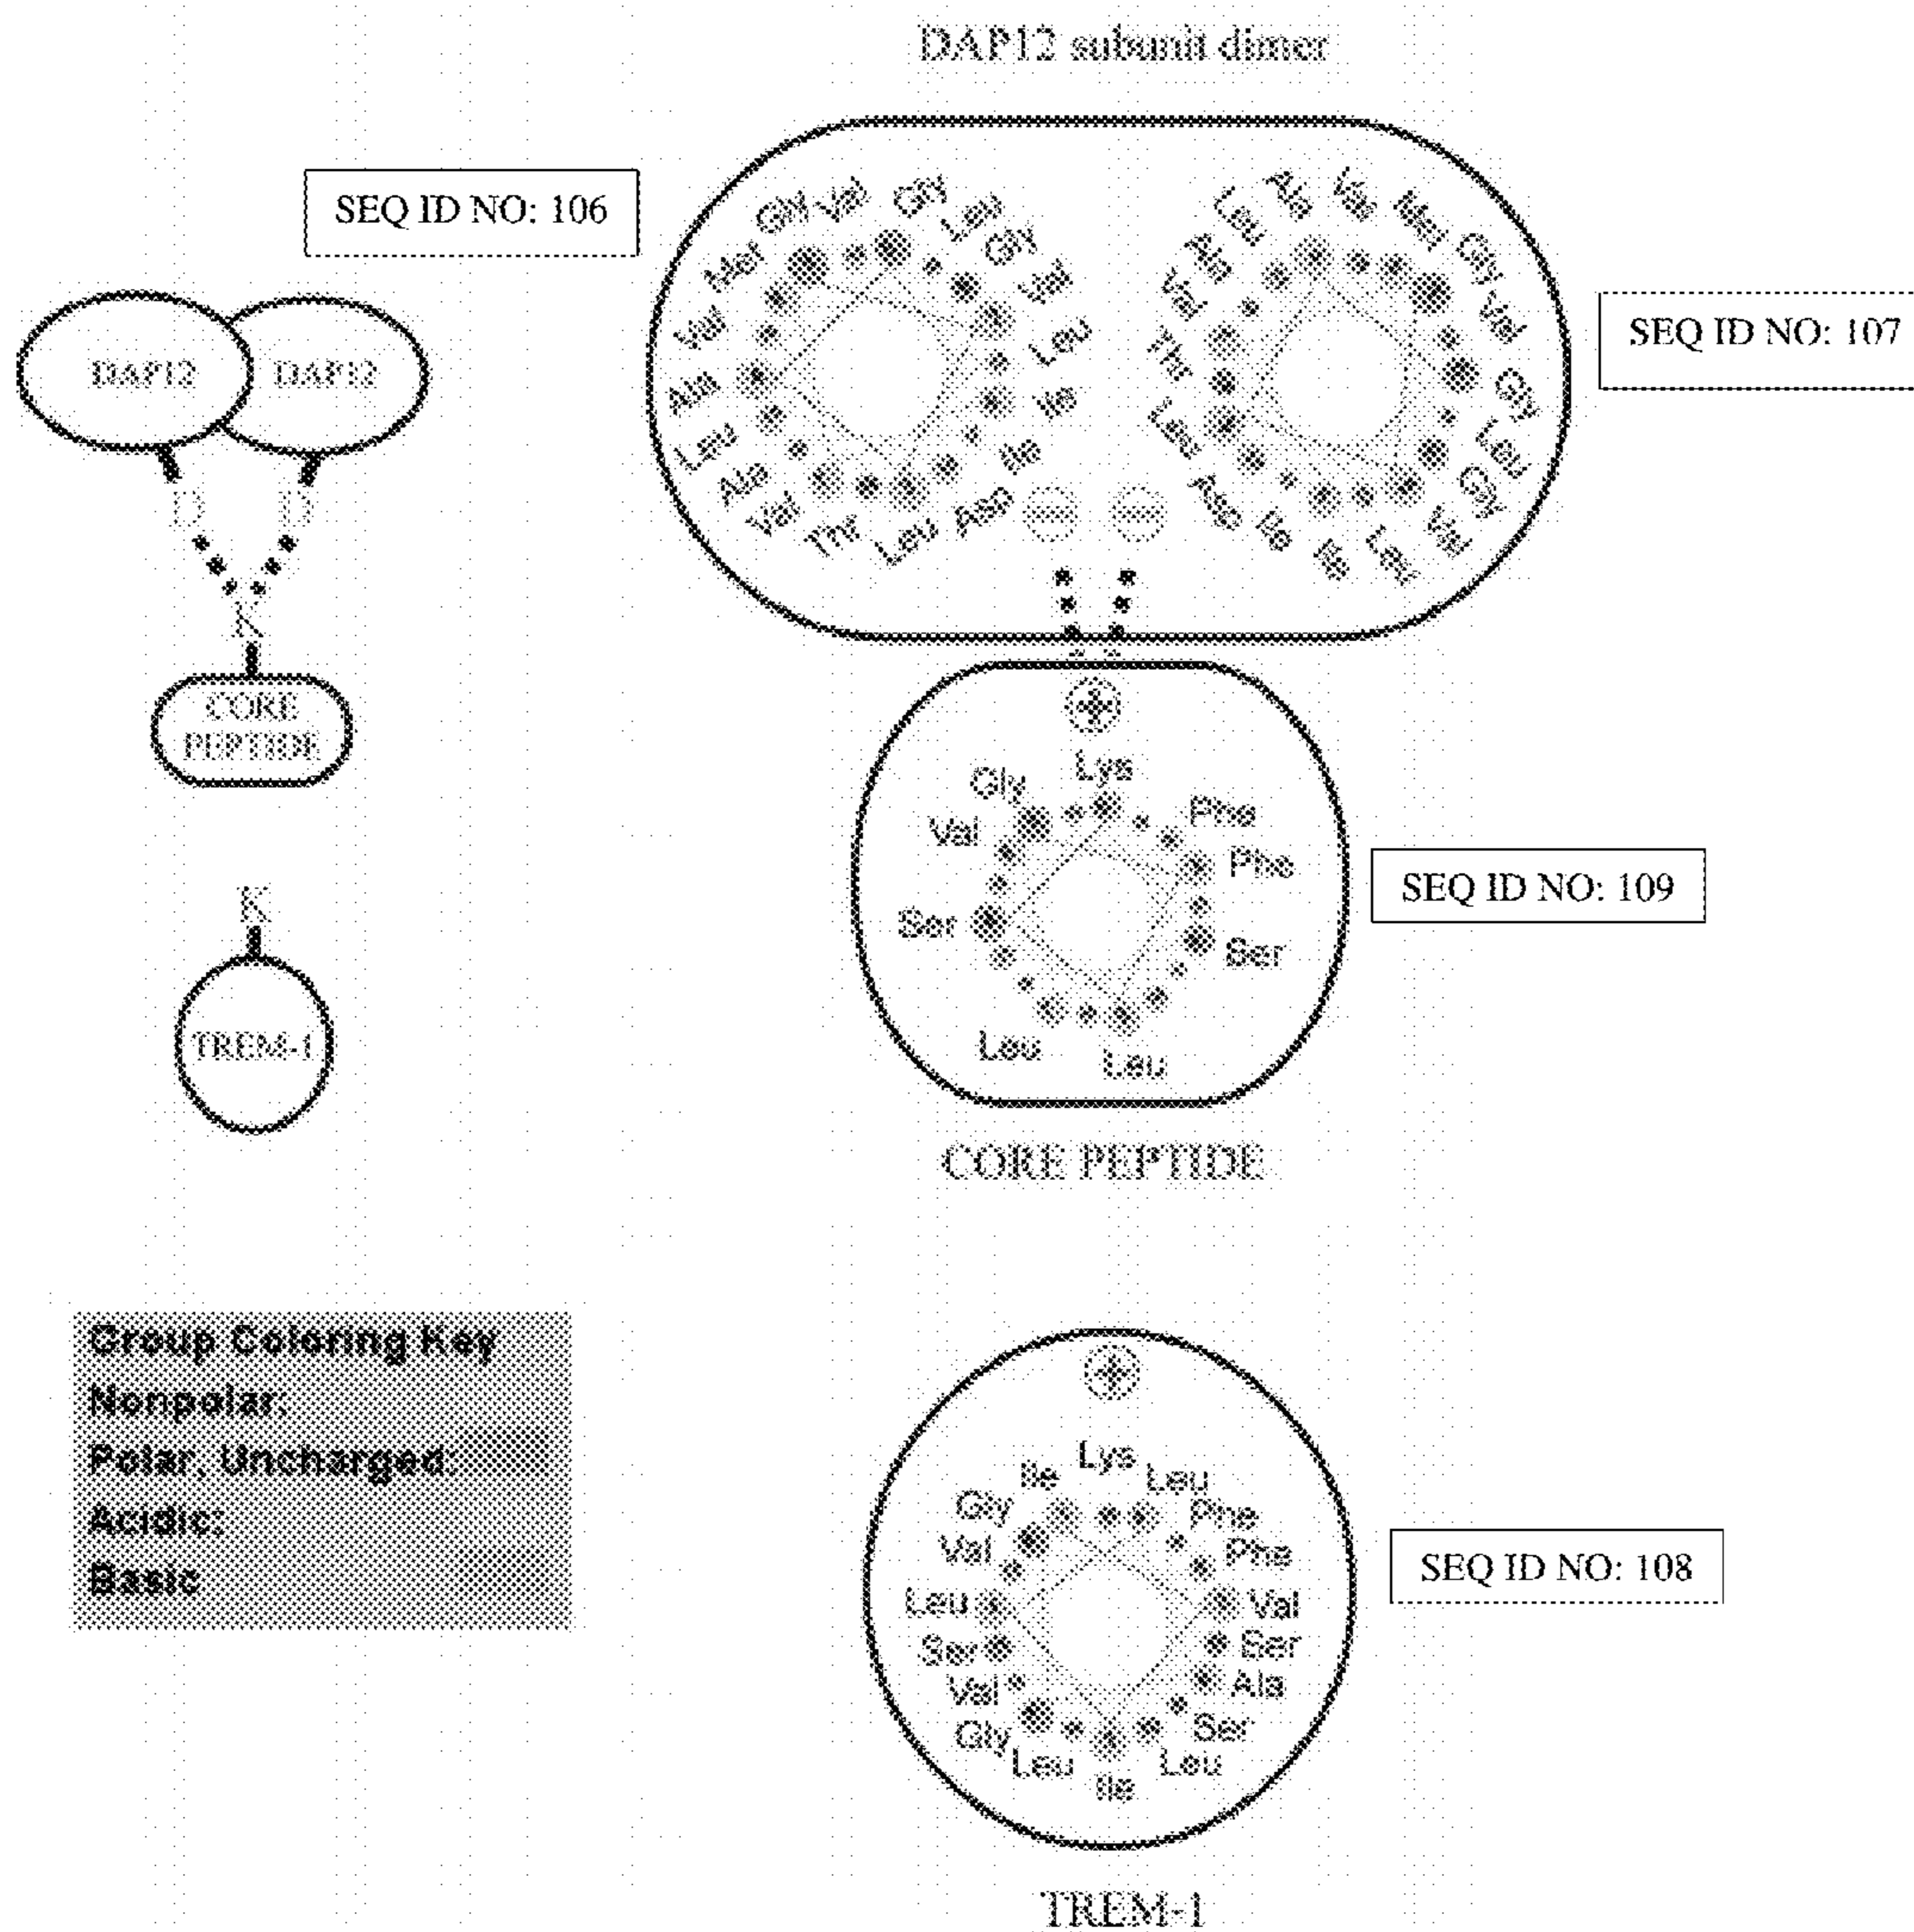 DAP12 subunit dimer
SEQ ID NO: 106
Gly
Val
Gly
Leu
Gly
Val
Leu
Ile
Ile
Asp
Leu
Thr
Val
Ala
Leu
Ala
Val
Met
Leu
Val
Gly
Val
Gly
Leu
Gly
Val
Leu
Ile
Ile
Asp
Leu
Thr
Val
Ala
SEQ ID NO: 107
DAP12
DAP12
D
D
K
CORE
PEPTIDE
Lys
Phe
Phe
Ser
Leu
Leu
Ser
Val
Gly
SEQ ID NO: 109
CORE PEPTIDE
K
TREM-1
Group Coloring Key
Nonpolar:
Polar, Uncharged:
Acidic:
Basic
Lys
Leu
Phe
Phe
Val
Ser
Ala
Ser
Leu
Ile
Leu
Gly
Val
Ser
Leu
Val
Gly
Ile
SEQ ID NO: 108
TREM-1